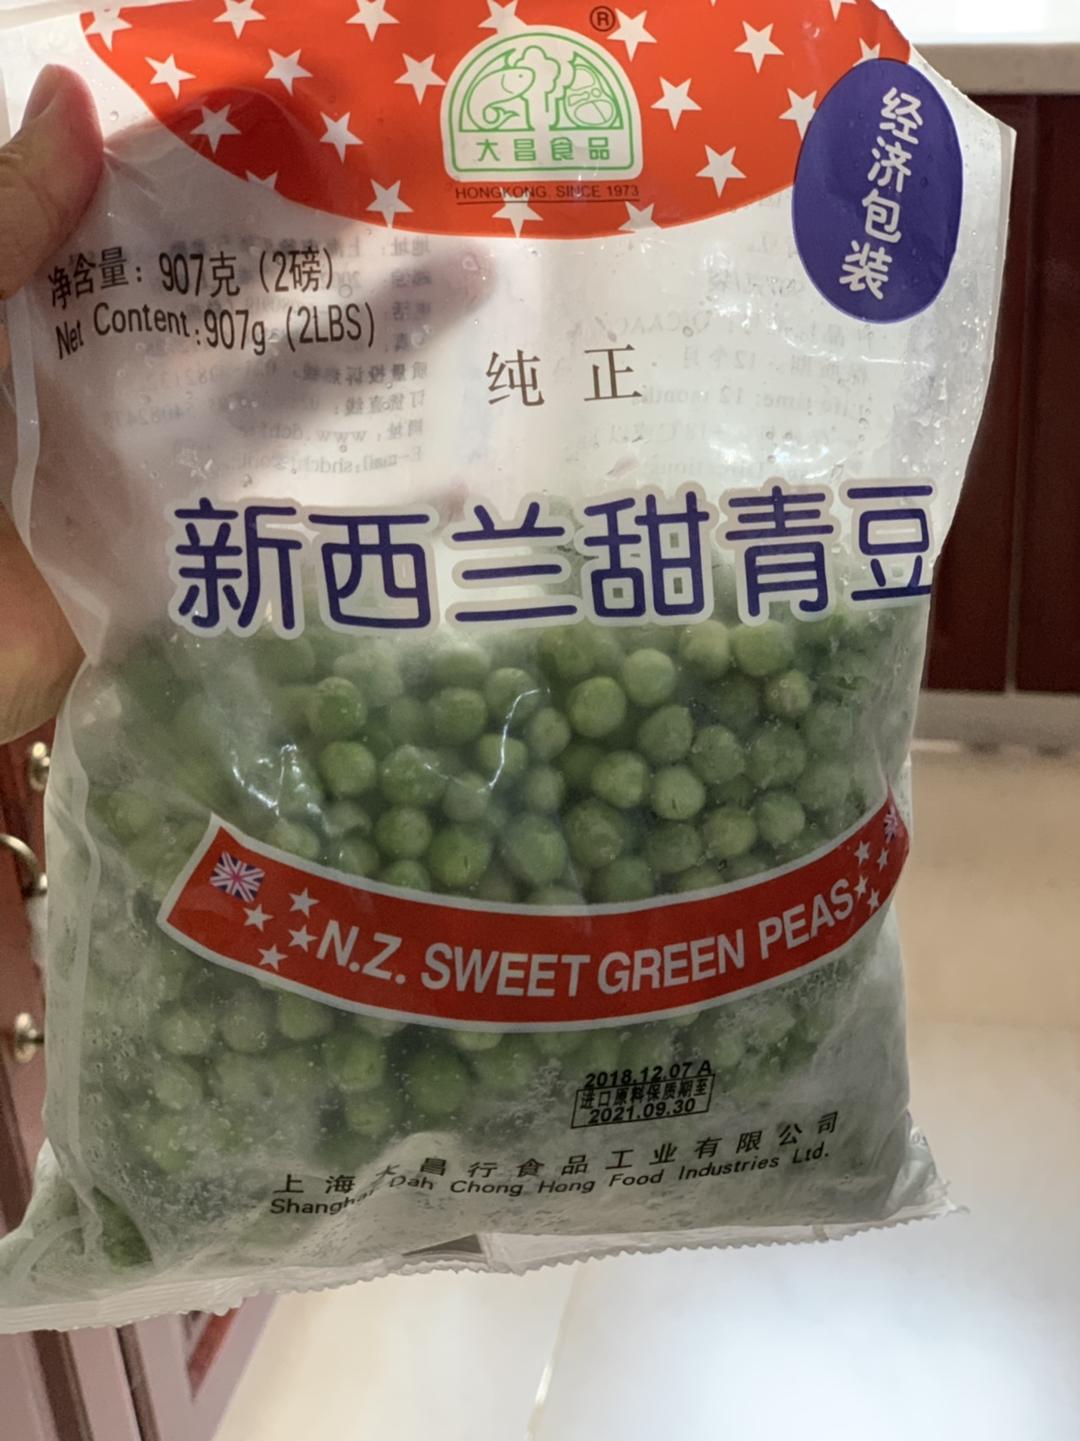 ®
大昌食品
HONGKONG. SINCE 1973
经济包装
净含量：907克（2磅）
Net Content:907g (2LBS)
纯正
新西兰甜青豆
N.Z. SWEET GREEN PEAS
2018.12.07 A
进口原料保质期至
2021.09.30
上海大昌行食品工业有限公司
Shanghai Dah Chong Hong Food Industries Ltd.